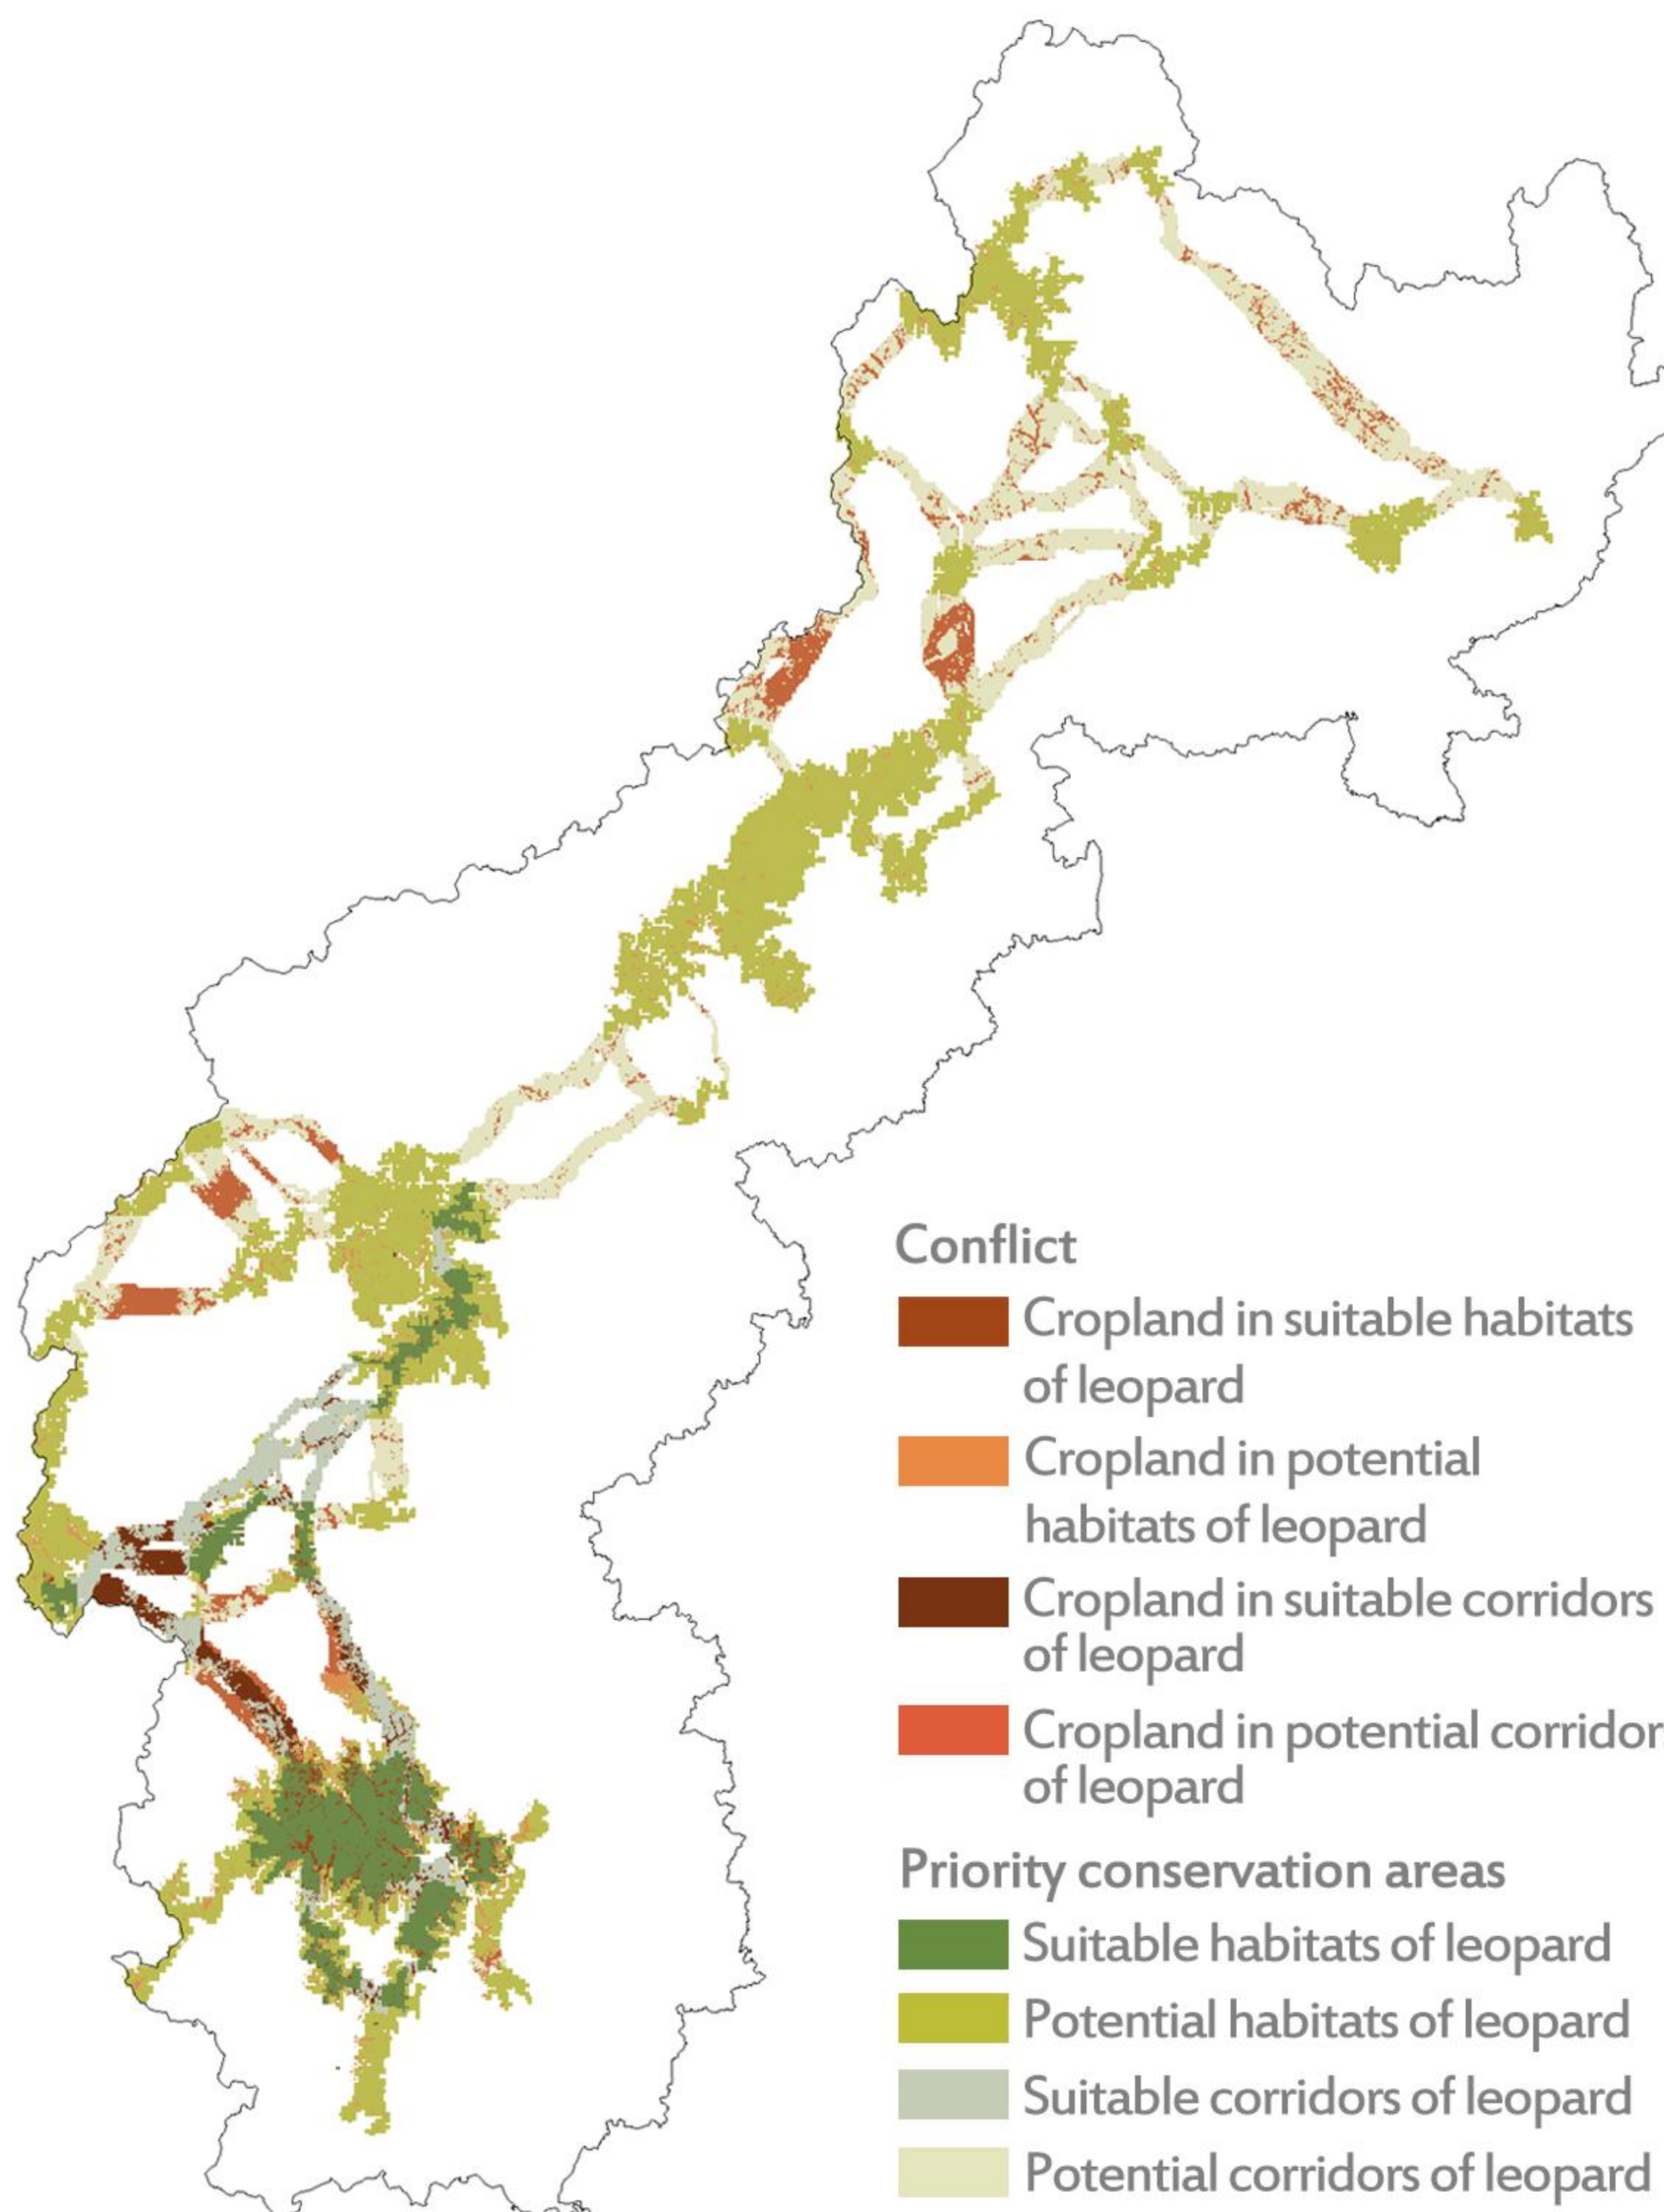 Conflict
Cropland in suitable habitats
of leopard
Cropland in potential
habitats of leopard
Cropland in suitable corridors
of leopard
Cropland in potential corridor
of leopard
Priority conservation areas
Suitable habitats of leopard
Potential habitats of leopard
Suitable corridors of leopard
Potential corridors of leopard